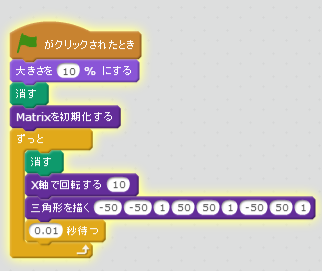 がクリックされたとき
大きさを 10 % にする
消す
Matrixを初期化する
ずっと
消す
X軸で回転する 10
三角形を描く -50 -50 1 50 50 1 -50 50 1
0.01 秒待つ